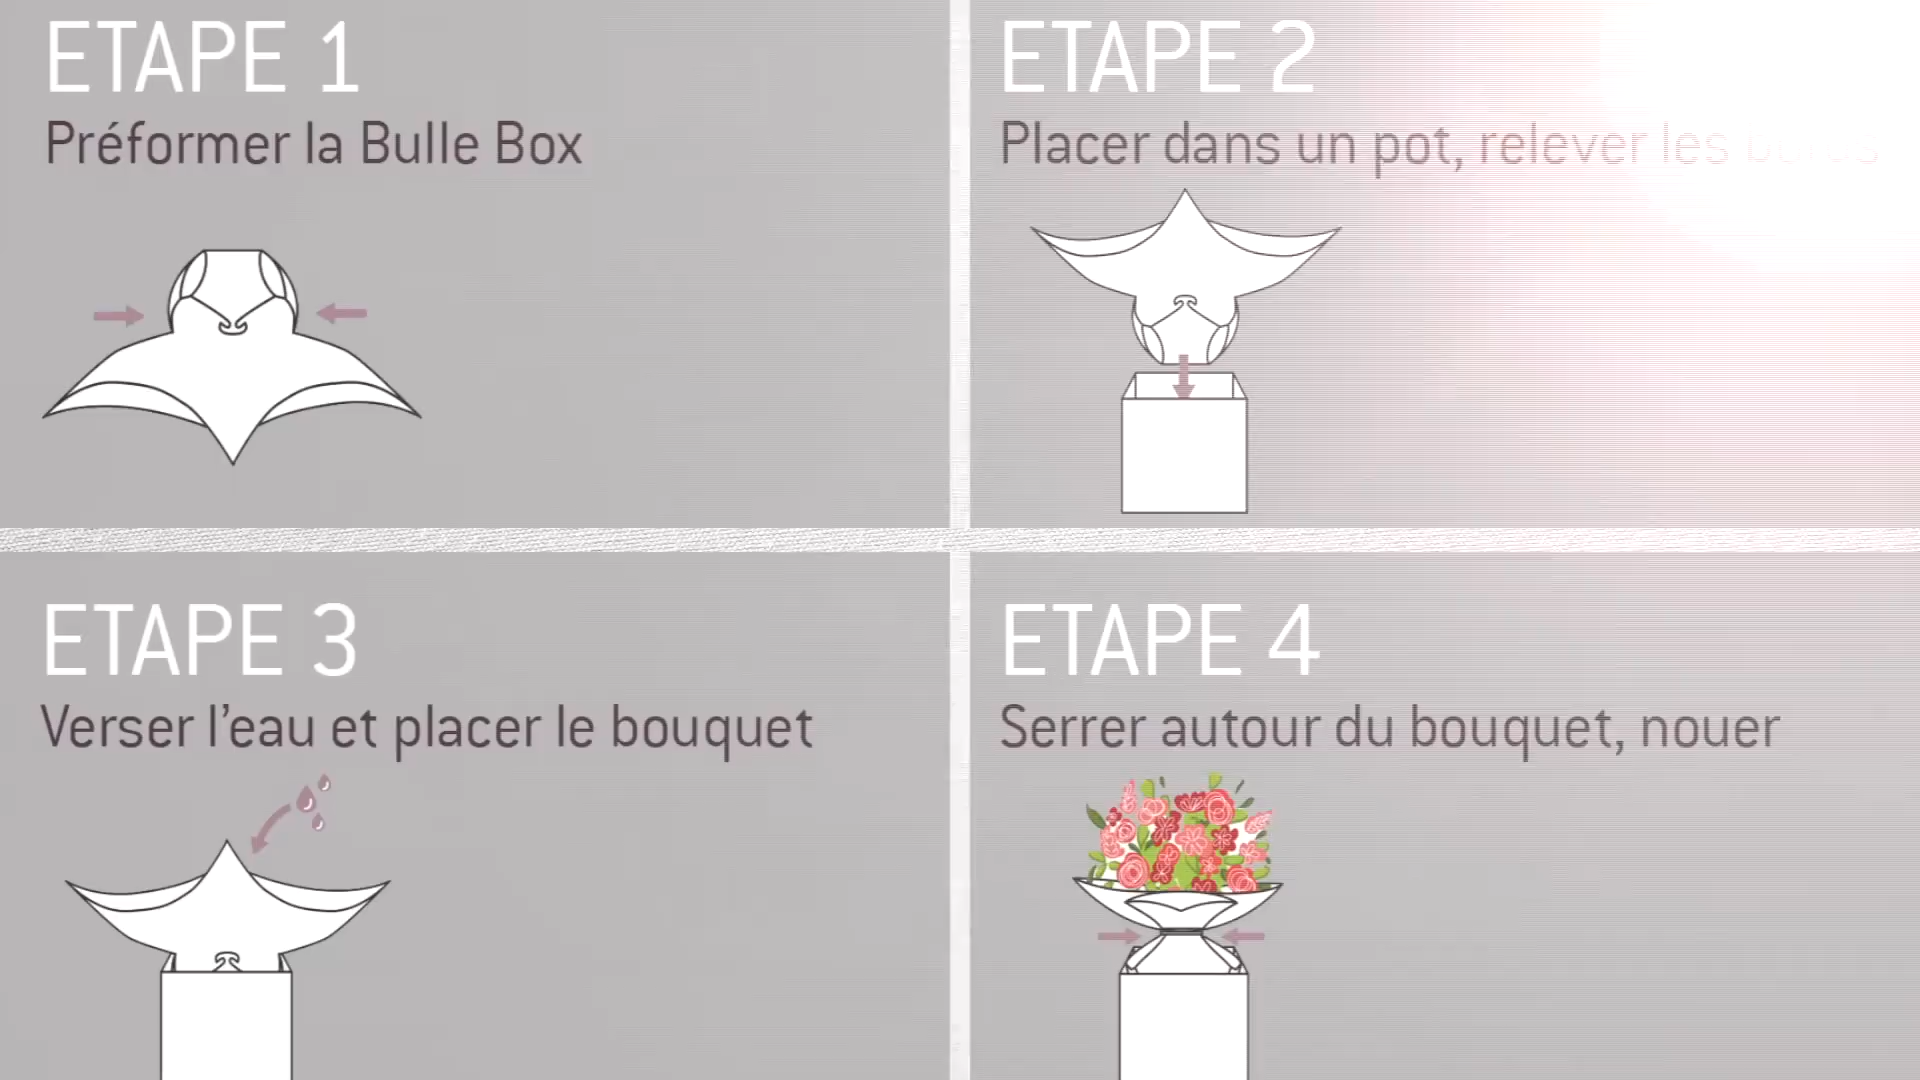 ETAPE 1
Préformer la Bulle Box
ETAPE 2
Placer dans un pot, relever les
ETAPE 3
Verser l’eau et placer le bouquet
ETAPE 4
Serrer autour du bouquet, nouer